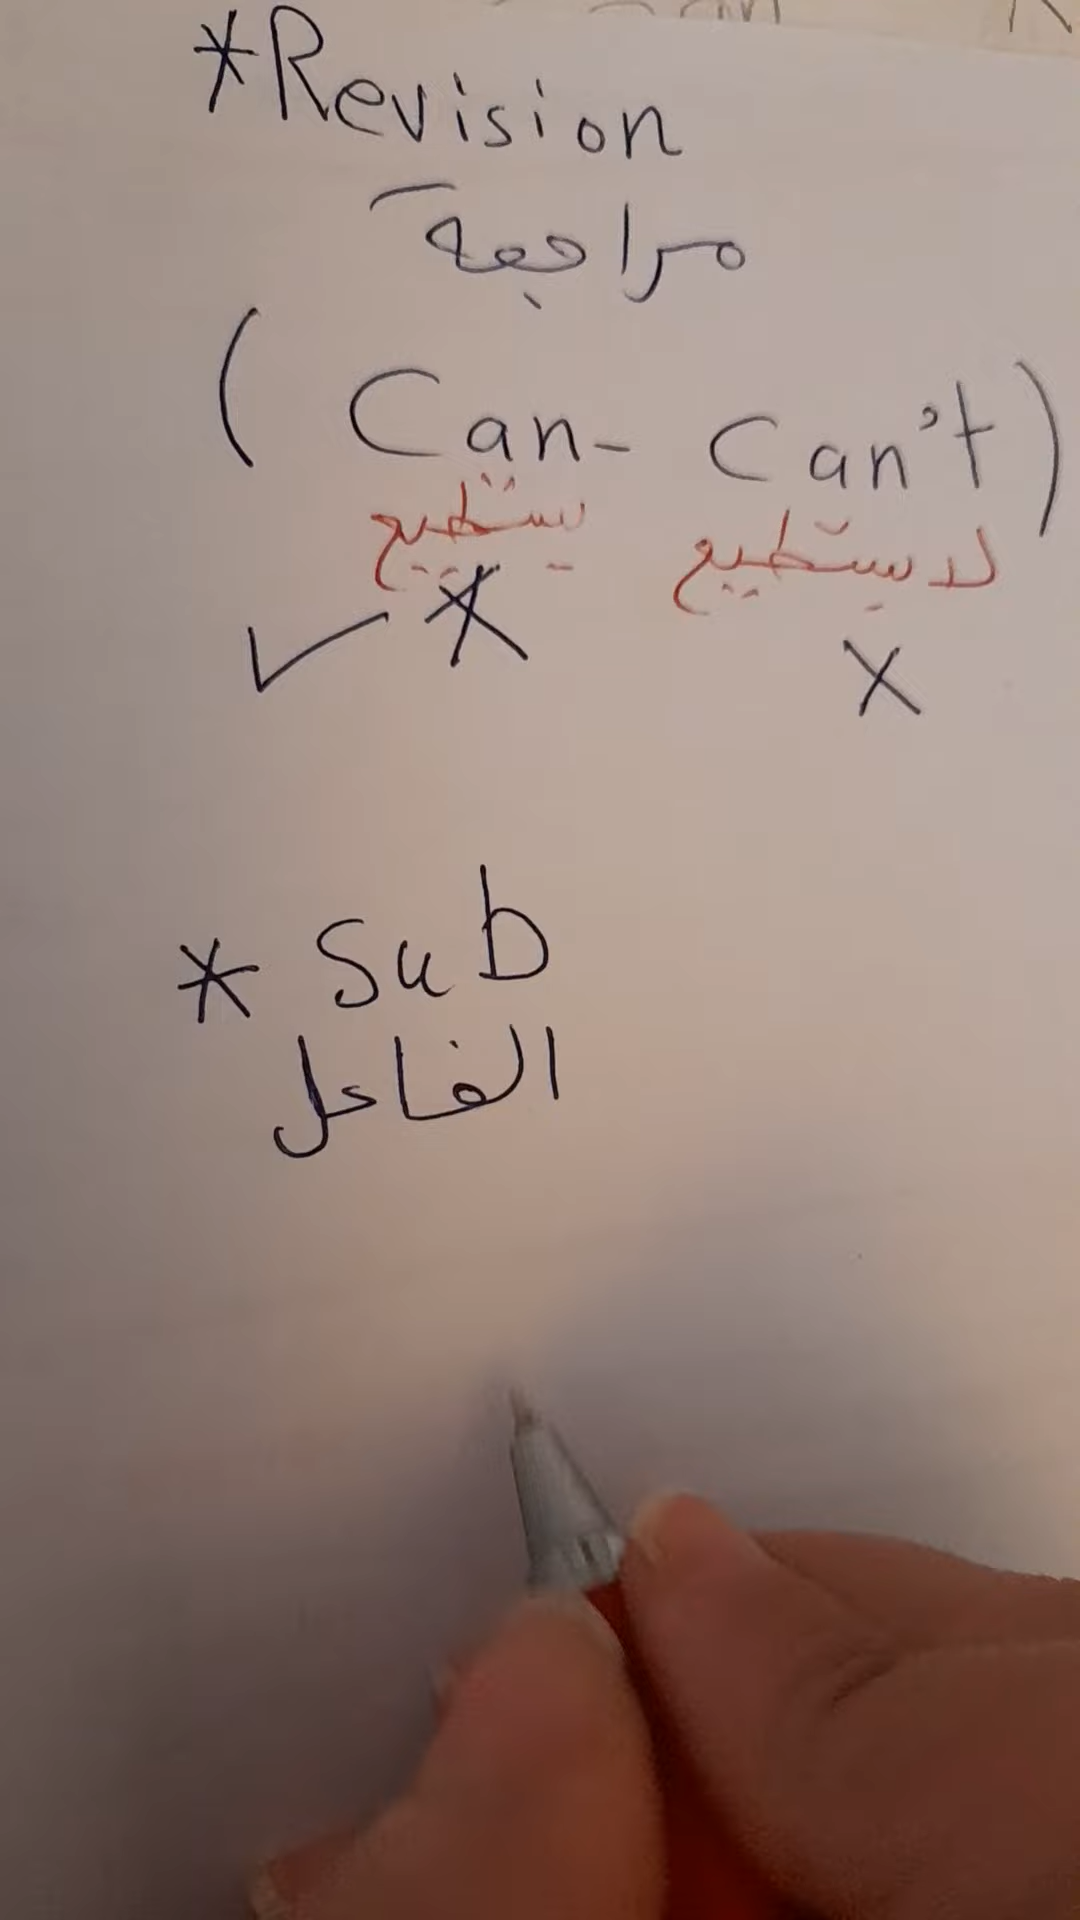 *Revision
مراجعة
( Can - Can't )
يستطيع لا يستطيع
✓ X X
* Sub
الفاعل